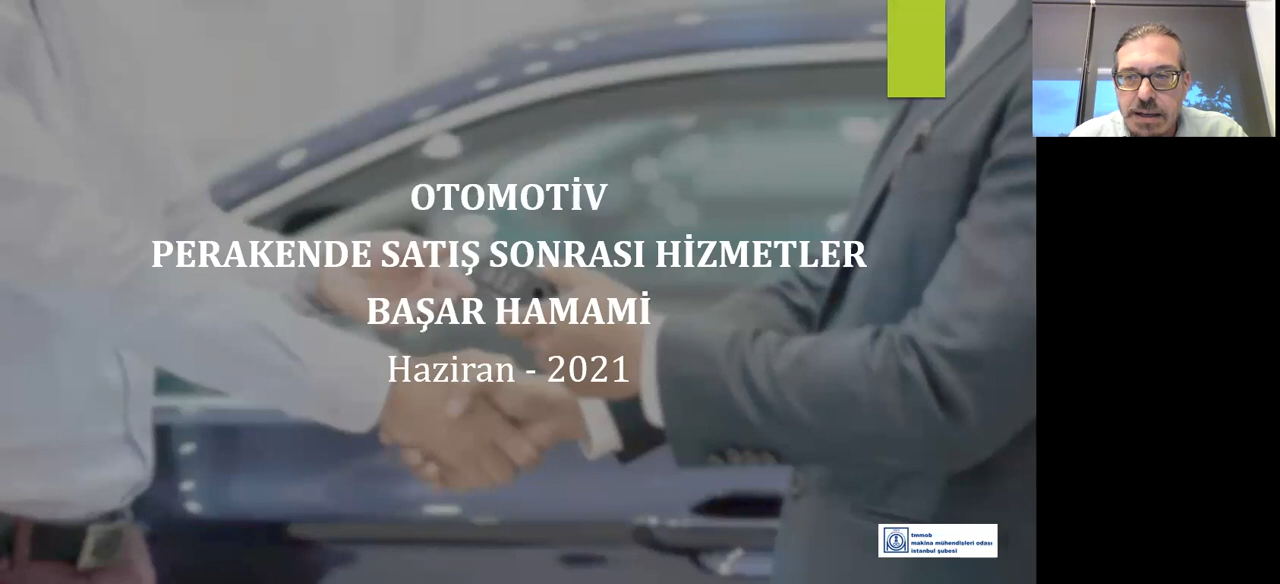 OTOMOTİV
PERAKENDE SATIŞ SONRASI HİZMETLER
BAŞAR HAMAMİ
Haziran - 2021
tmmob
makina mühendisleri odası
istanbul şubesi